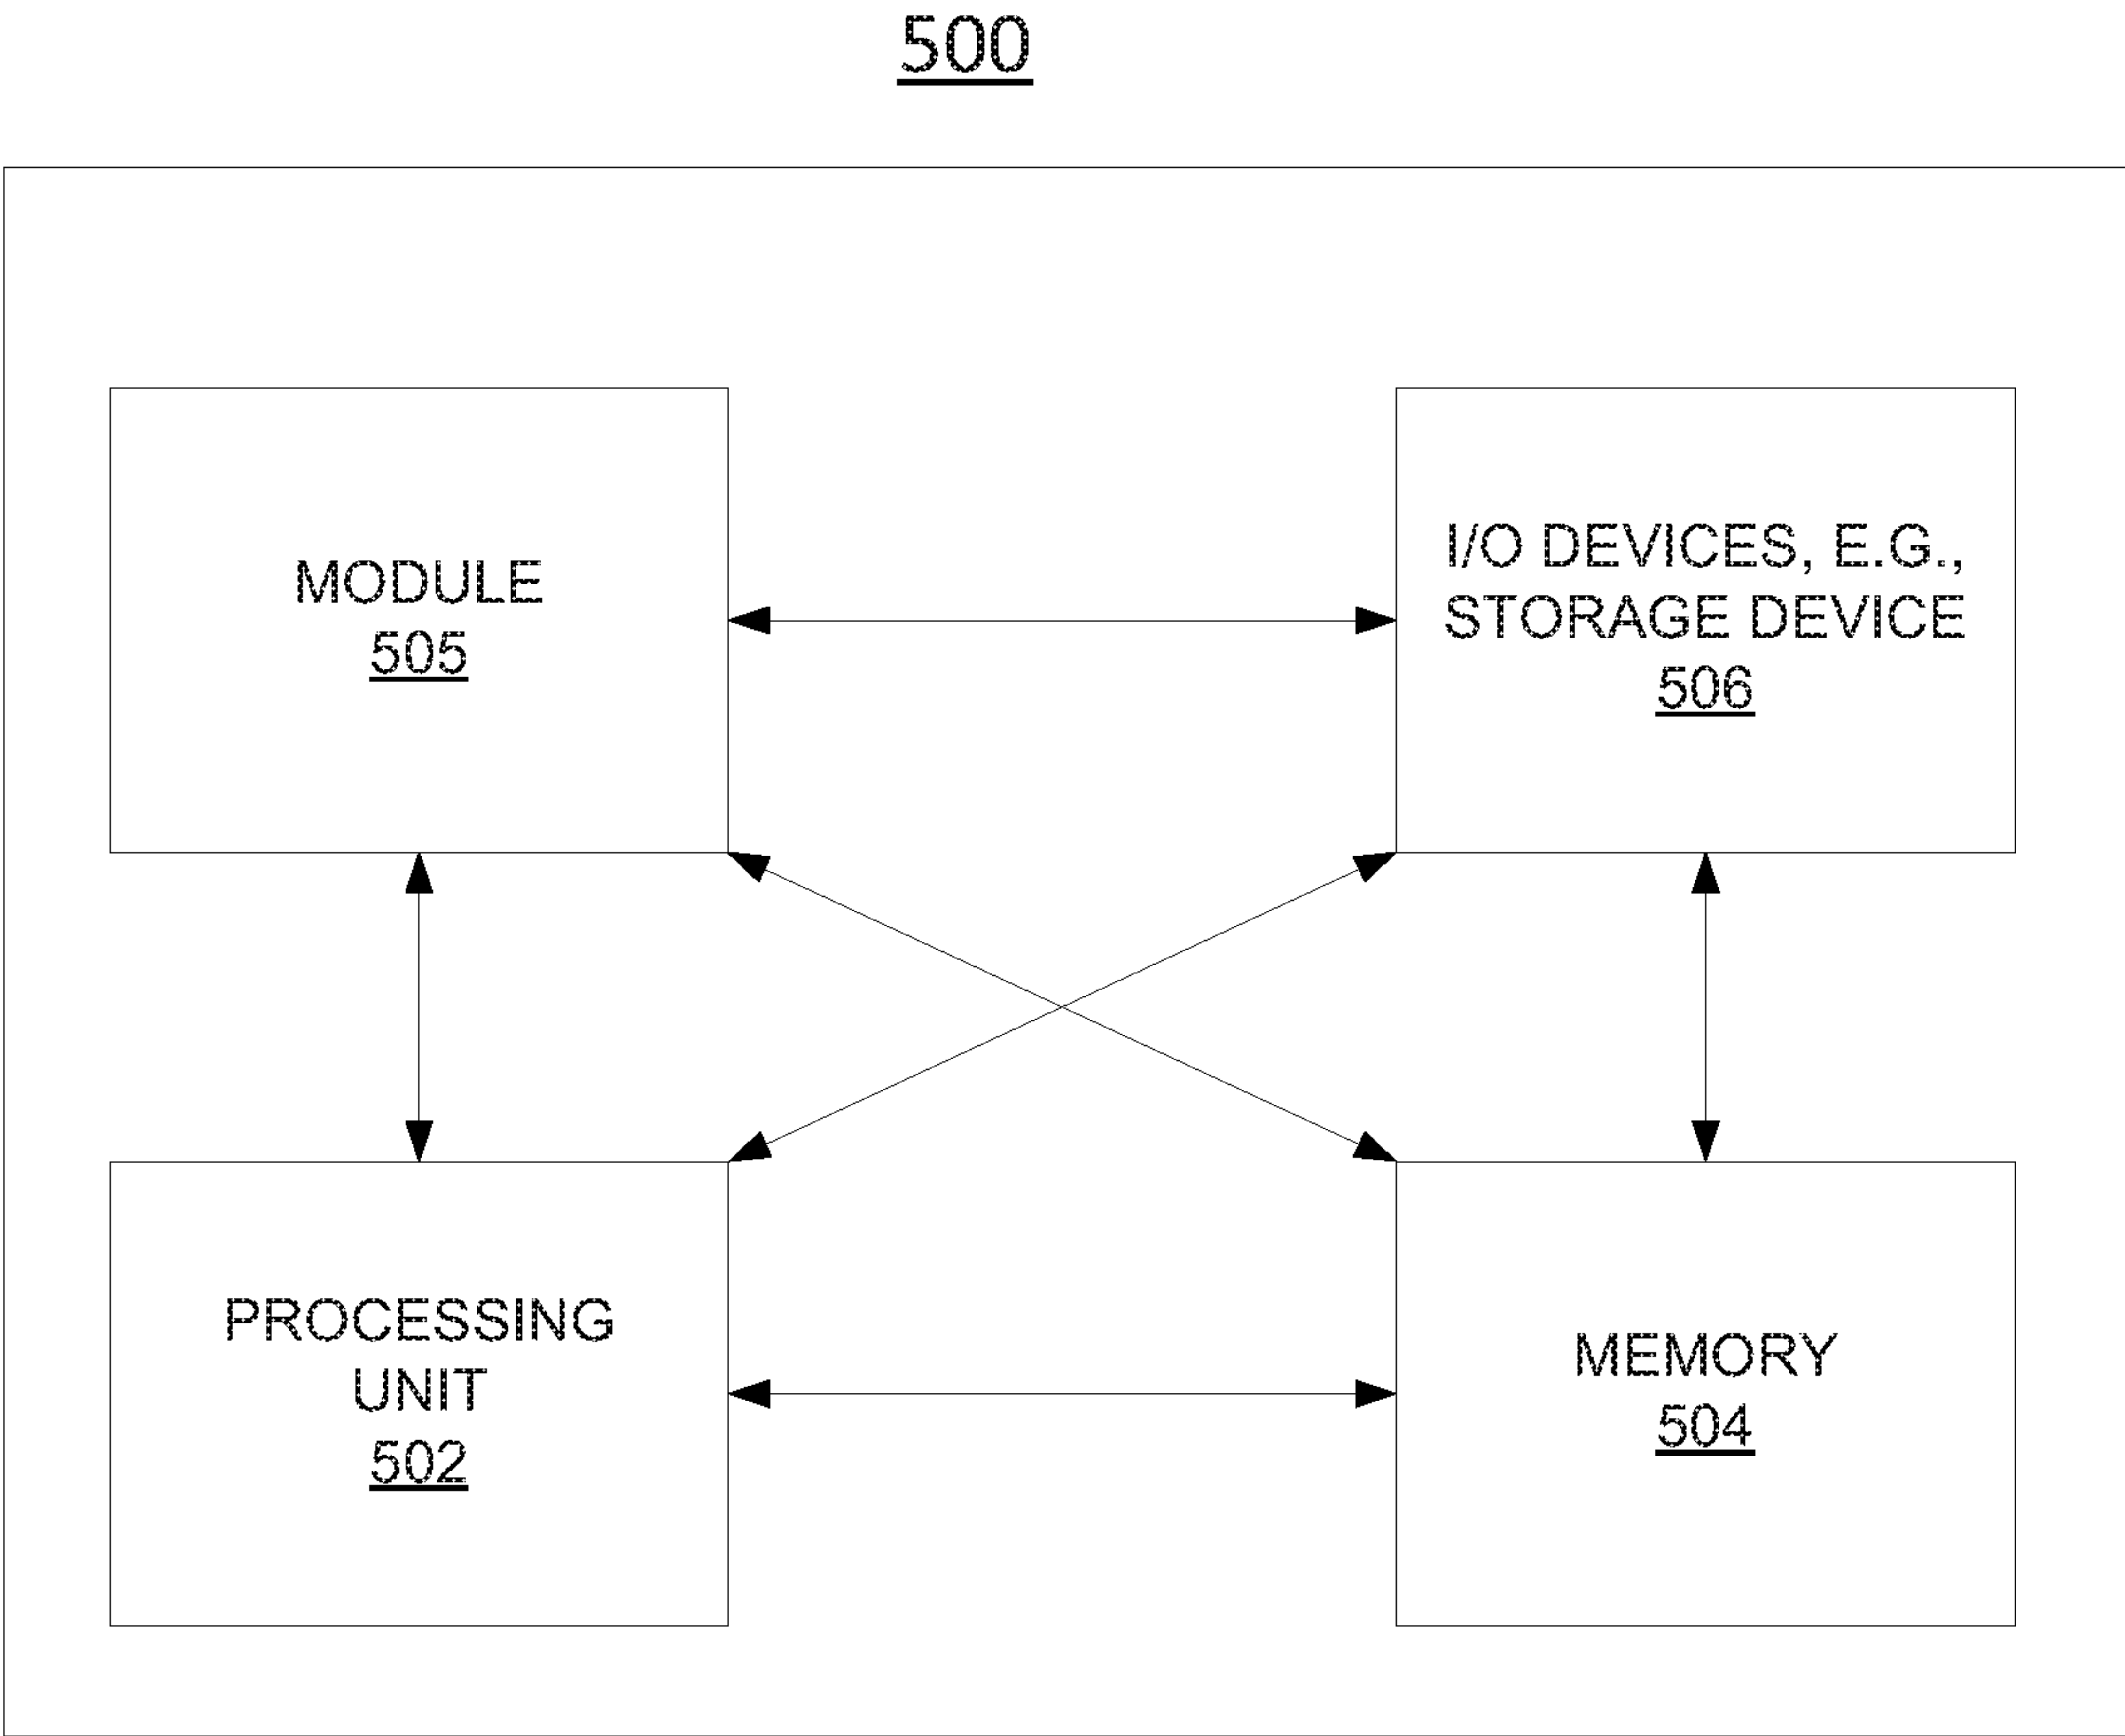 500
MODULE
505
I/O DEVICES, E.G.,
STORAGE DEVICE
506
PROCESSING
UNIT
502
MEMORY
504